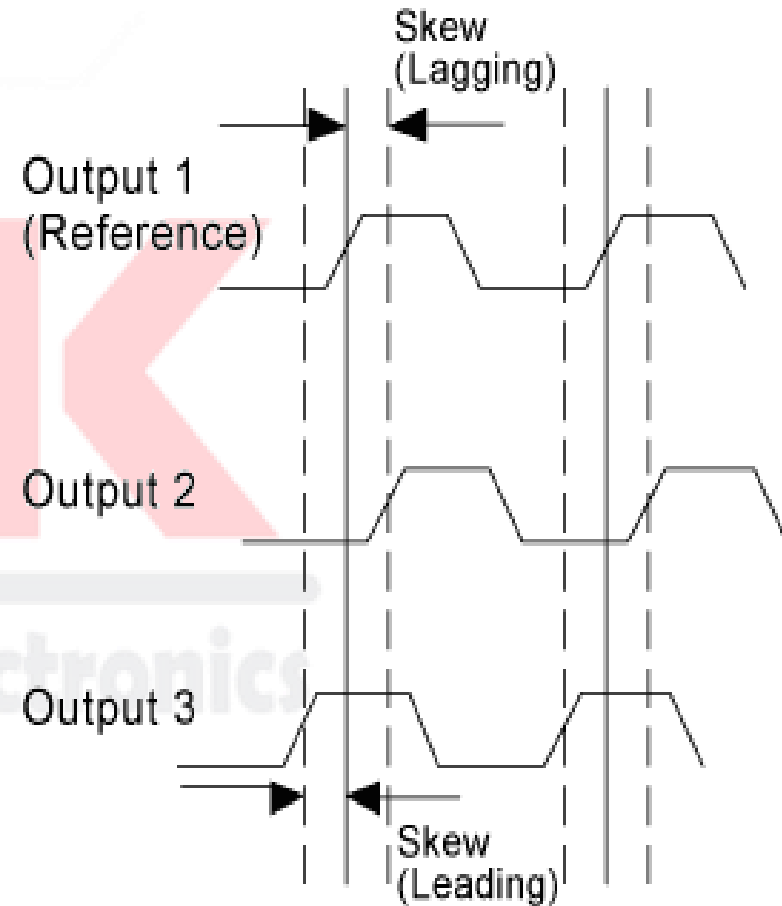 Skew
(Lagging)
Output 1
(Reference)
Output 2
Output 3
Skew
(Leading)